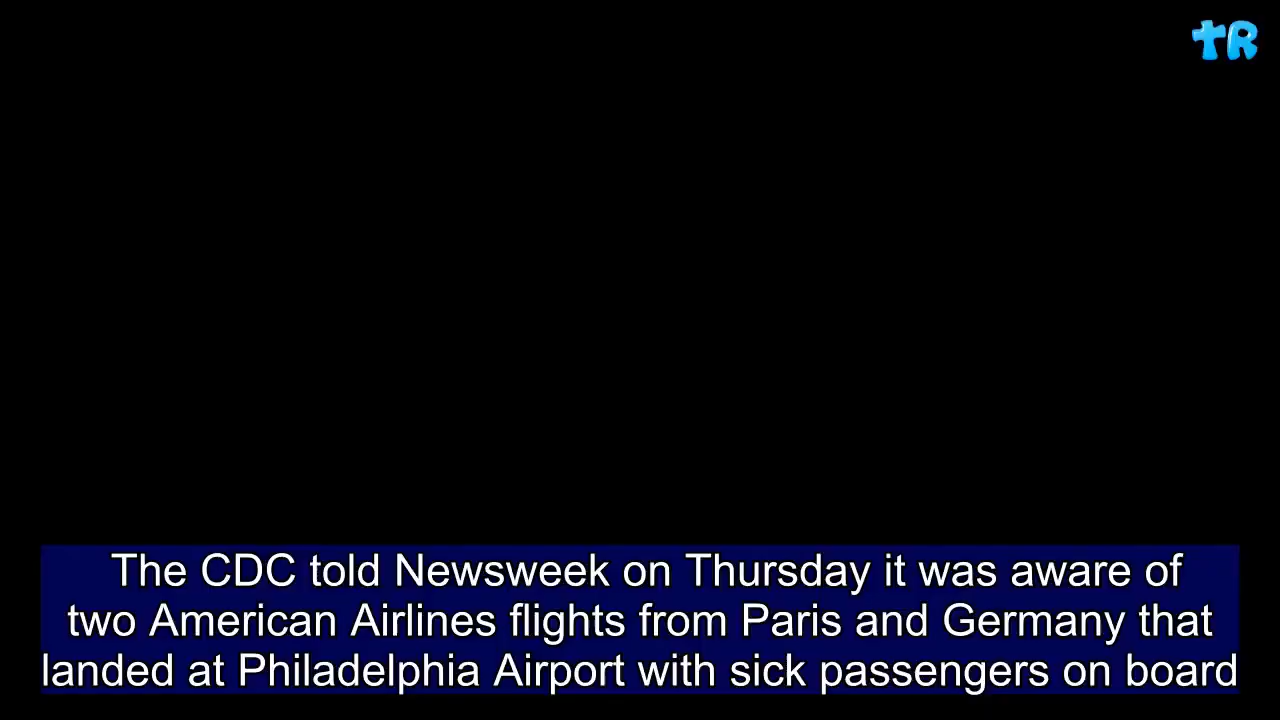 TR
The CDC told Newsweek on Thursday it was aware of
two American Airlines flights from Paris and Germany that
landed at Philadelphia Airport with sick passengers on board